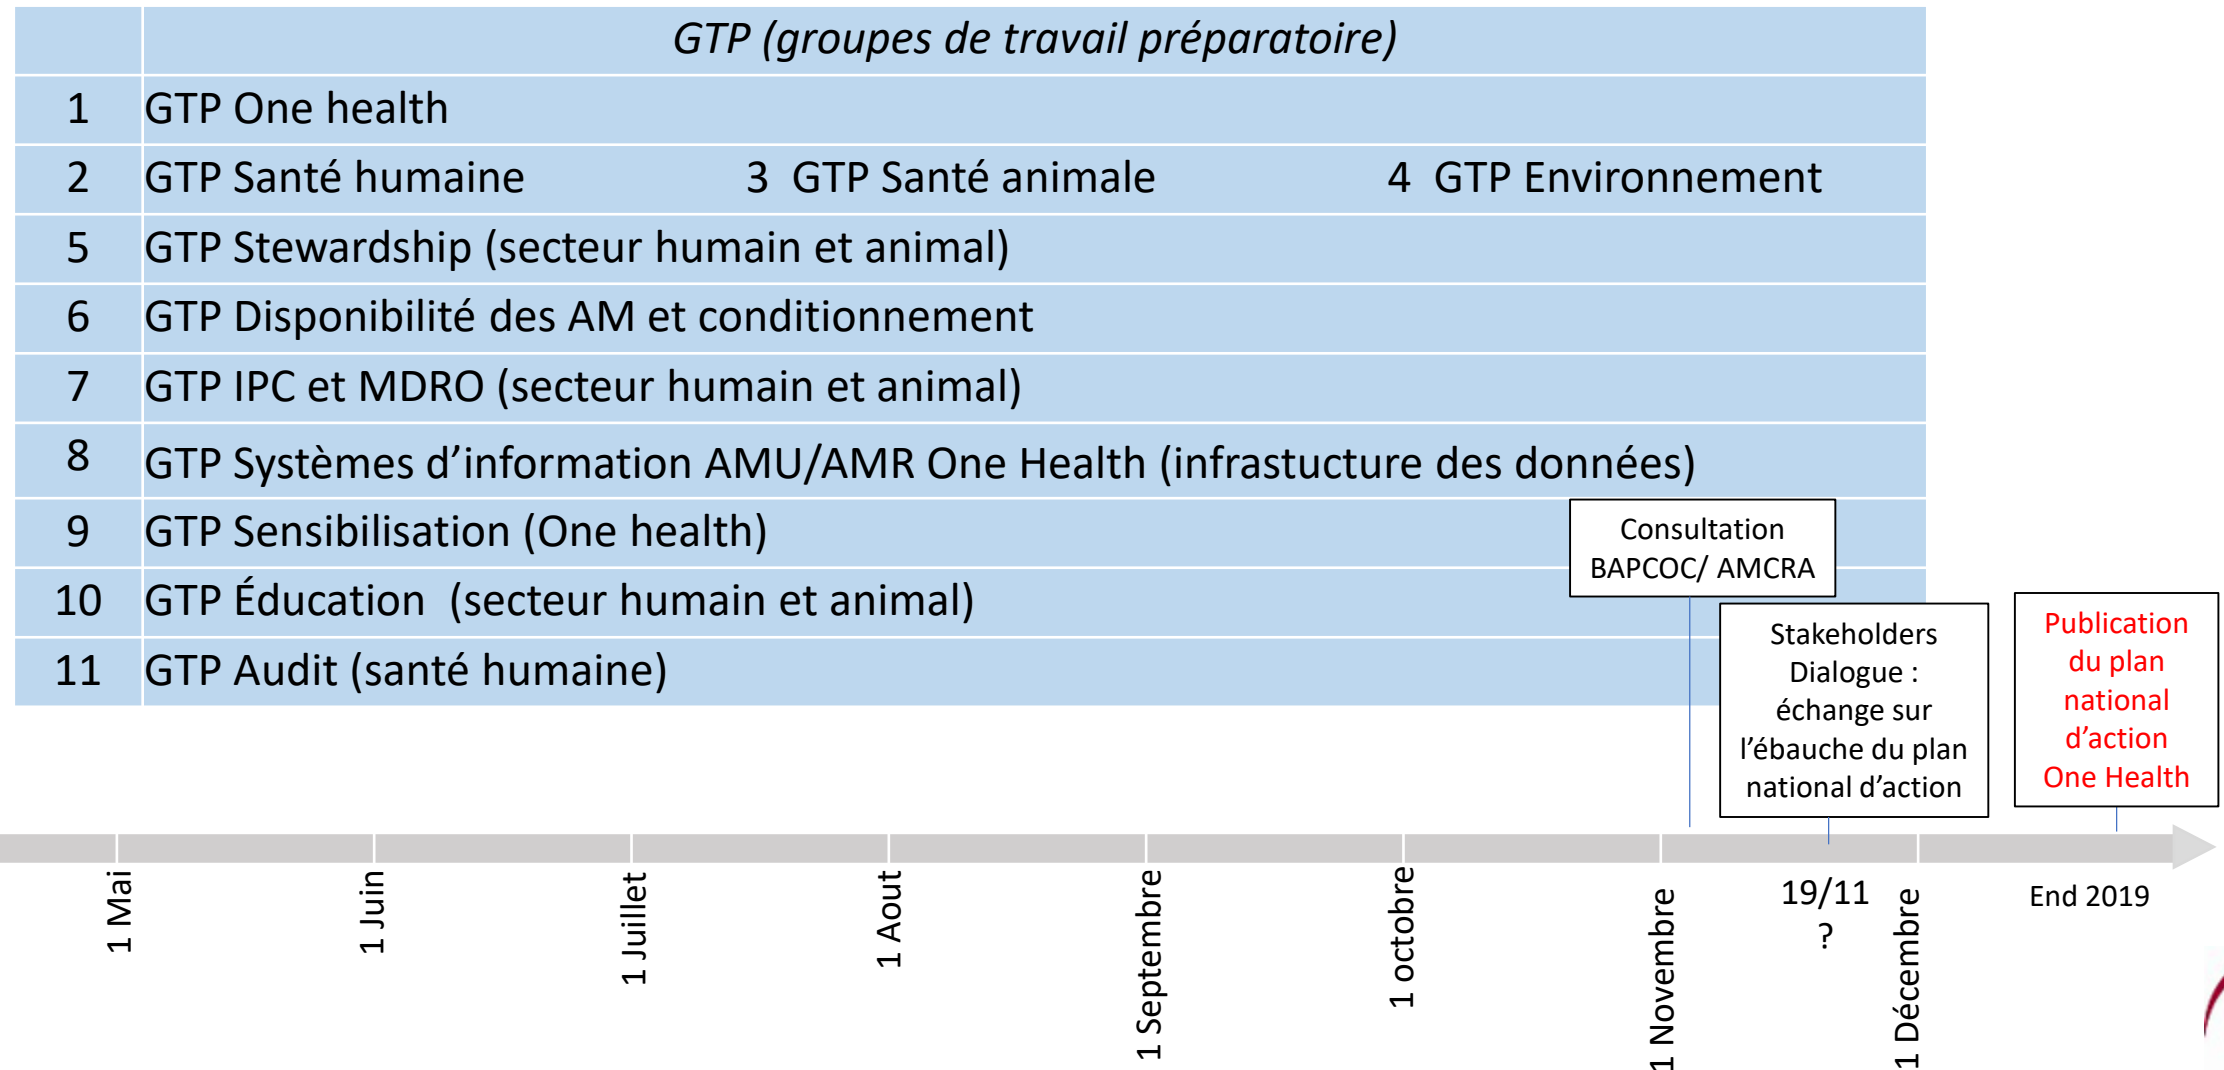 GTP (groupes de travail préparatoire)
1 GTP One health
2 GTP Santé humaine 3 GTP Santé animale 4 GTP Environnement
5 GTP Stewardship (secteur humain et animal)
6 GTP Disponibilité des AM et conditionnement
7 GTP IPC et MDRO (secteur humain et animal)
8 GTP Systèmes d’information AMU/AMR One Health (infrastucture des données)
9 GTP Sensibilisation (One health)
10 GTP Éducation (secteur humain et animal)
11 GTP Audit (santé humaine)
Consultation
BAPCOC/ AMCRA
Stakeholders
Dialogue :
échange sur
l’ébauche du plan
national d’action
Publication
du plan
national
d’action
One Health
1 Mai
1 Juin
1 Juillet
1 Aout
1 Septembre
1 octobre
1 Novembre
19/11
?
1 Décembre
End 2019